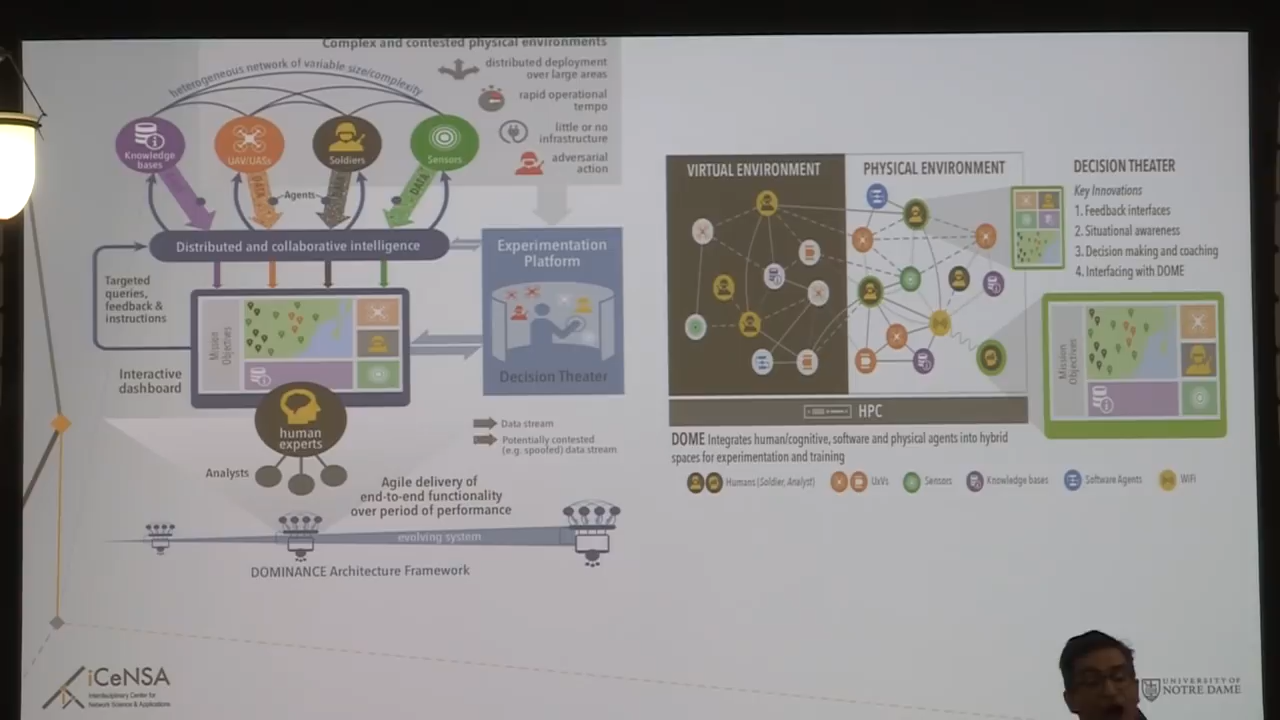 Complex and contested physical environments
heterogeneous network of variable size/complexity
distributed deployment
over large areas
rapid operational
tempo
little or no
infrastructure
adversarial
action
Knowledge
bases
UAV/UASs
Soldiers
Sensors
DATA
Agents
DATA
Distributed and collaborative intelligence
Targeted
queries,
feedback &
instructions
Mission
Objectives
Interactive
dashboard
Experimentation
Platform
Decision Theater
human
experts
Analysts
Data stream
Potentially contested
(e.g. spoofed) data stream
Agile delivery of
end-to-end functionality
over period of performance
evolving system
DOMINANCE Architecture Framework
VIRTUAL ENVIRONMENT
PHYSICAL ENVIRONMENT
HPC
DECISION THEATER
Key Innovations
1. Feedback interfaces
2. Situational awareness
3. Decision making and coaching
4. Interfacing with DOME
Mission
Objectives
DOME Integrates human/cognitive, software and physical agents into hybrid
spaces for experimentation and training
Humans (Soldier, Analyst)
UxVs
Sensors
Knowledge bases
Software Agents
WiFi
iCeNSA
Interdisciplinary Center for
Network Science & Applications
UNIVERSITY OF
NOTRE DAME